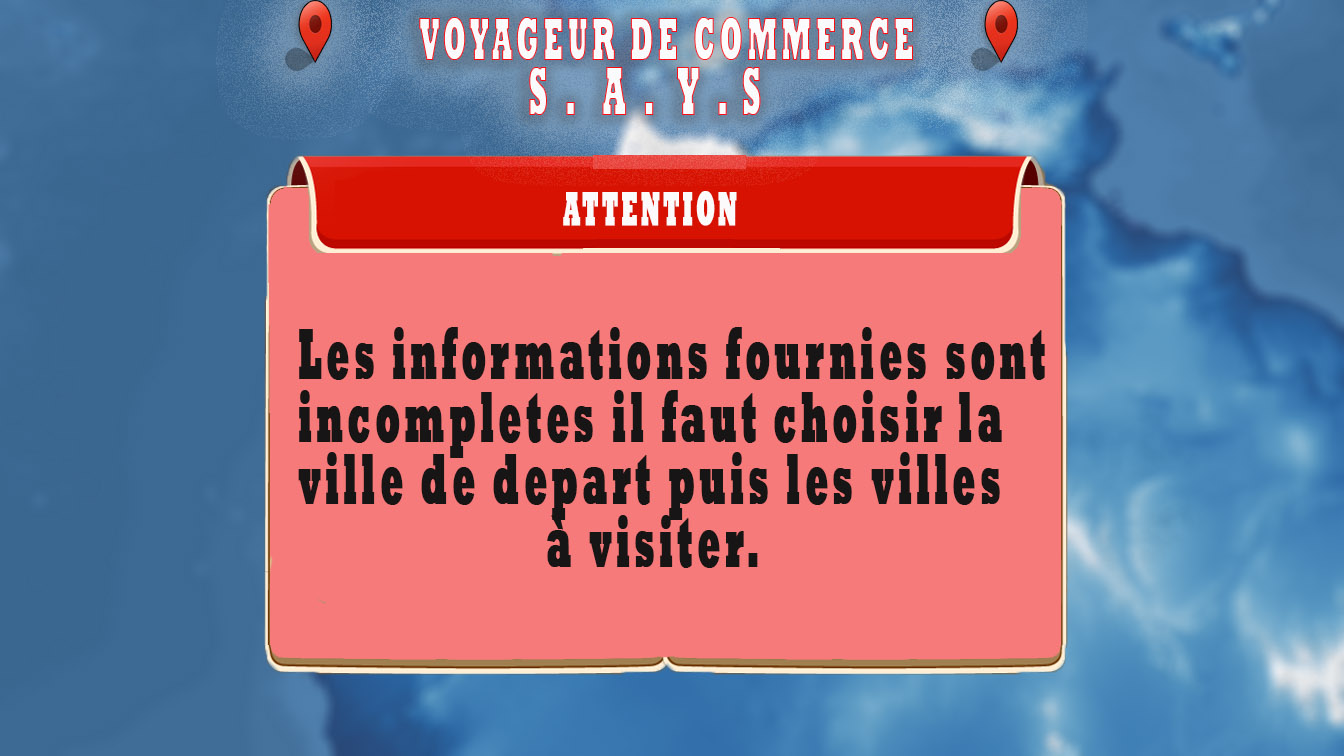 VOYAGEUR DE COMMERCE
S . A . Y . S
ATTENTION
Les informations fournies sont
incompletes il faut choisir la
ville de depart puis les villes
à visiter.